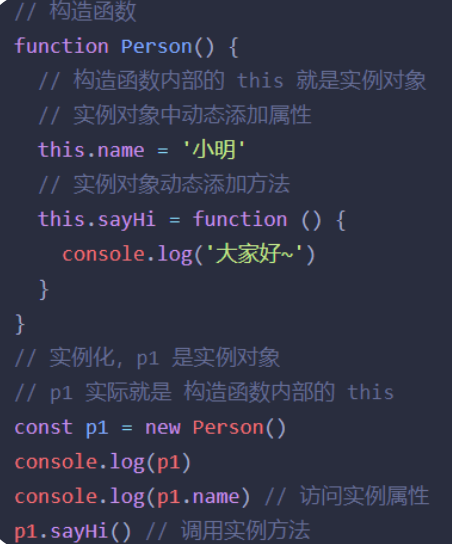 // 构造函数
function Person() {
  // 构造函数内部的 this 就是实例对象
  // 实例对象中动态添加属性
  this.name = '小明'
  // 实例对象动态添加方法
  this.sayHi = function () {
    console.log('大家好~')
  }
}
// 实例化，p1 是实例对象
// p1 实际就是 构造函数内部的 this
const p1 = new Person()
console.log(p1)
console.log(p1.name) // 访问实例属性
p1.sayHi() // 调用实例方法